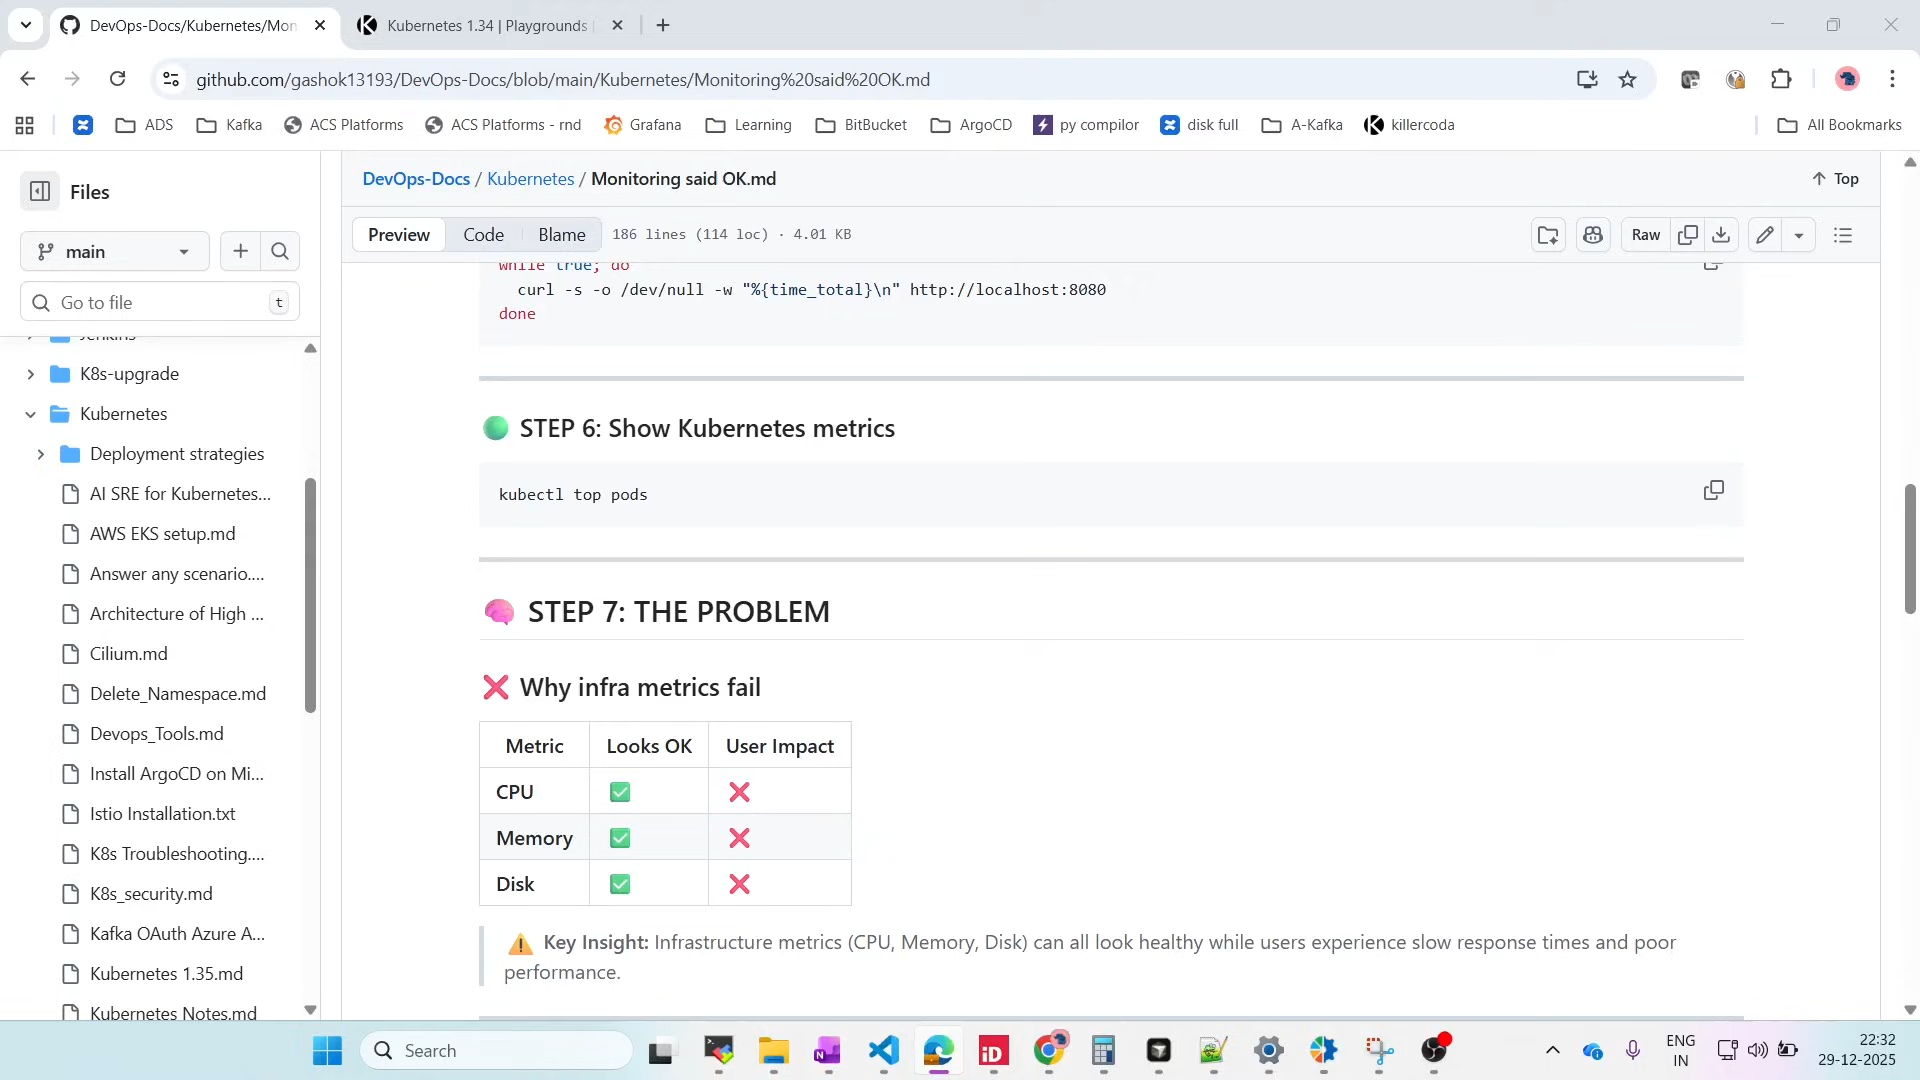 DevOps-Docs/Kubernetes/Mon
Kubernetes 1.34 | Playgrounds
github.com/gashok13193/DevOps-Docs/blob/main/Kubernetes/Monitoring%20said%20OK.md
ADS
Kafka
ACS Platforms
ACS Platforms - rnd
Grafana
Learning
BitBucket
ArgoCD
py compilor
disk full
A-Kafka
killercoda
All Bookmarks
Files
main
Go to file
t
Jenkins
K8s-upgrade
Kubernetes
Deployment strategies
AI SRE for Kubernetes...
AWS EKS setup.md
Answer any scenario....
Architecture of High ...
Cilium.md
Delete_Namespace.md
Devops_Tools.md
Install ArgoCD on Mi...
Istio Installation.txt
K8s Troubleshooting....
K8s_security.md
Kafka OAuth Azure A...
Kubernetes 1.35.md
Kubernetes Notes.md
DevOps-Docs / Kubernetes / Monitoring said OK.md
Top
Preview
Code
Blame
186 lines (114 loc) · 4.01 KB
Raw
while true; do
curl -s -o /dev/null -w "%{time_total}\n" http://localhost:8080
done
STEP 6: Show Kubernetes metrics
kubectl top pods
STEP 7: THE PROBLEM
Why infra metrics fail
Metric Looks OK User Impact
CPU
Memory
Disk
Key Insight: Infrastructure metrics (CPU, Memory, Disk) can all look healthy while users experience slow response times and poor
performance.
Search
iD
ENG
IN
22:32
29-12-2025